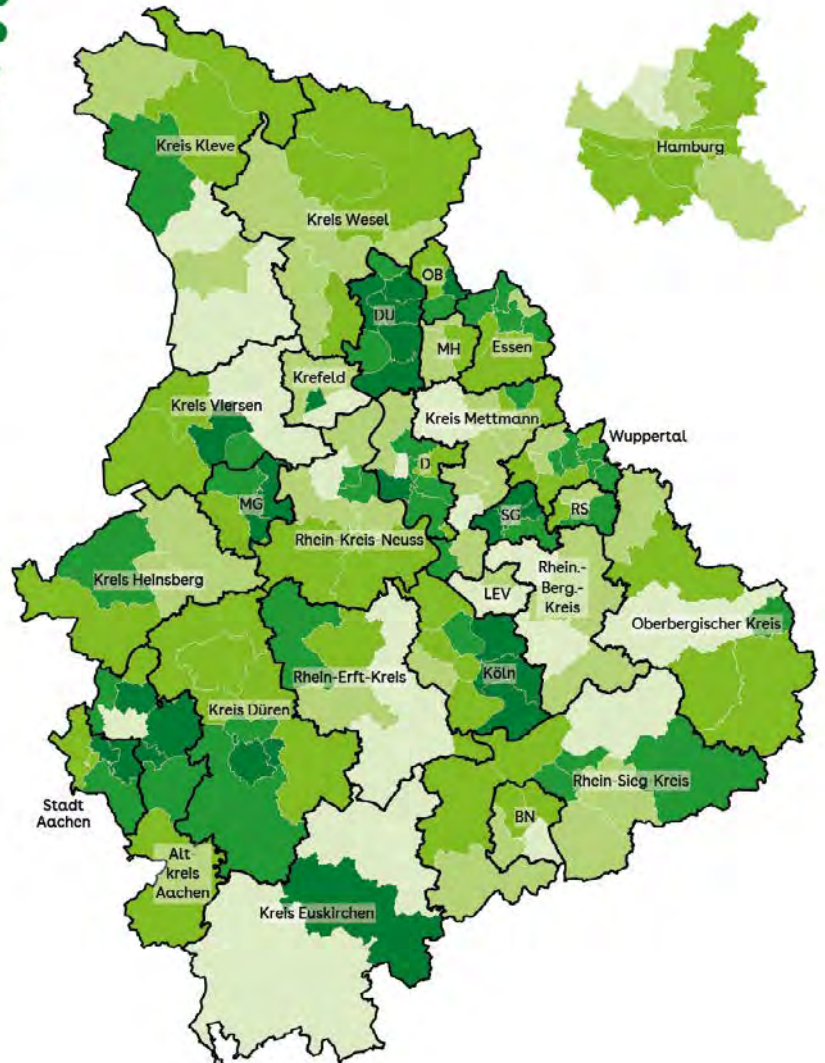 Kreis Kleve
Hamburg
Kreis Wesel
OB
DU
MH
Essen
Krefeld
Kreis Viersen
Kreis Mettmann
Wuppertal
D
MG
SG
RS
Rhein-Kreis-Neuss
Kreis Heinsberg
LEV
Rhein.-
Berg.-
Kreis
Oberbergischer Kreis
Rhein-Erft-Kreis
Köln
Kreis Düren
Rhein-Sieg-Kreis
Stadt
Aachen
BN
Alt-
kreis
Aachen
Kreis Euskirchen